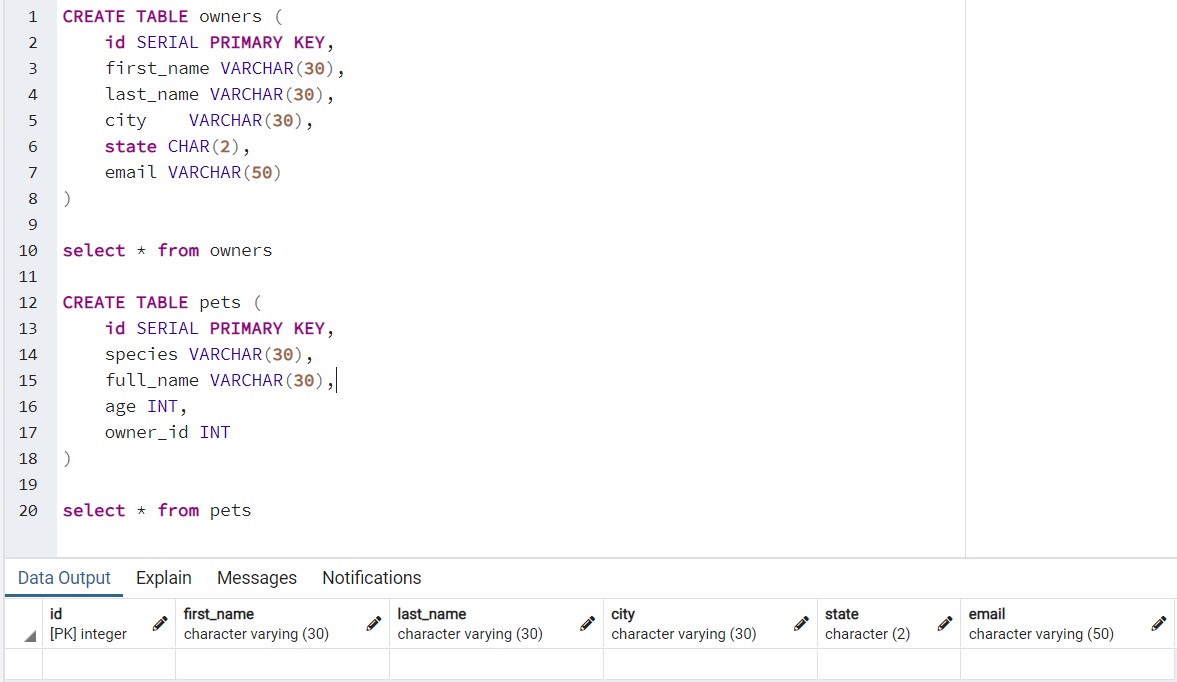 1 CREATE TABLE owners (
2 id SERIAL PRIMARY KEY,
3 first_name VARCHAR(30),
4 last_name VARCHAR(30),
5 city    VARCHAR(30),
6 state CHAR(2),
7 email VARCHAR(50)
8 )
9
10 select * from owners
11
12 CREATE TABLE pets (
13 id SERIAL PRIMARY KEY,
14 species VARCHAR(30),
15 full_name VARCHAR(30),
16 age INT,
17 owner_id INT
18 )
19
20 select * from pets
Data Output Explain Messages Notifications
id first_name last_name city state email
[PK] integer character varying (30) character varying (30) character varying (30) character (2) character varying (50)